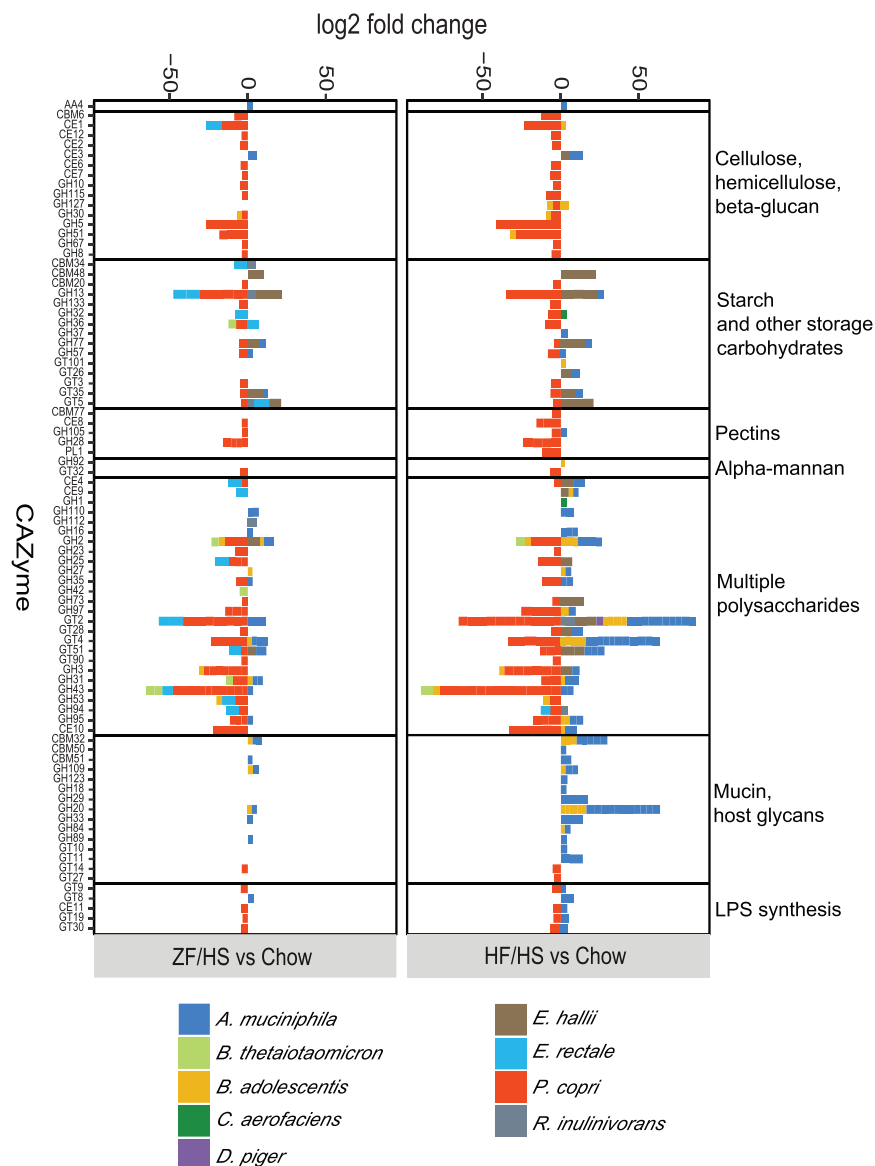 log2 fold change
−50
0
50
−50
0
50
CAZyme
AA4
CBM6
CE1
CE12
CE2
CE3
CE6
CE7
GH10
GH115
GH127
GH30
GH5
GH51
GH67
GH8
CBM34
CBM48
CBM20
GH13
GH133
GH32
GH36
GH37
GH77
GH57
GT101
GT26
GT3
GT35
GT5
CBM77
CE8
GH105
GH28
PL1
GH92
GT32
CE4
CE9
GH1
GH110
GH112
GH16
GH2
GH23
GH25
GH27
GH35
GH42
GH73
GH97
GT2
GT28
GT4
GT51
GT90
GH3
GH31
GH43
GH53
GH94
GH95
CE10
CBM32
CBM50
CBM51
GH109
GH123
GH18
GH29
GH20
GH33
GH84
GH89
GT10
GT11
GT14
GT27
GT9
GT8
CE11
GT19
GT30
Cellulose,
hemicellulose,
beta-glucan
Starch
and other storage
carbohydrates
Pectins
Alpha-mannan
Multiple
polysaccharides
Mucin,
host glycans
LPS synthesis
ZF/HS vs Chow
HF/HS vs Chow
A. muciniphila
B. thetaiotaomicron
B. adolescentis
C. aerofaciens
D. piger
E. hallii
E. rectale
P. copri
R. inulinivorans